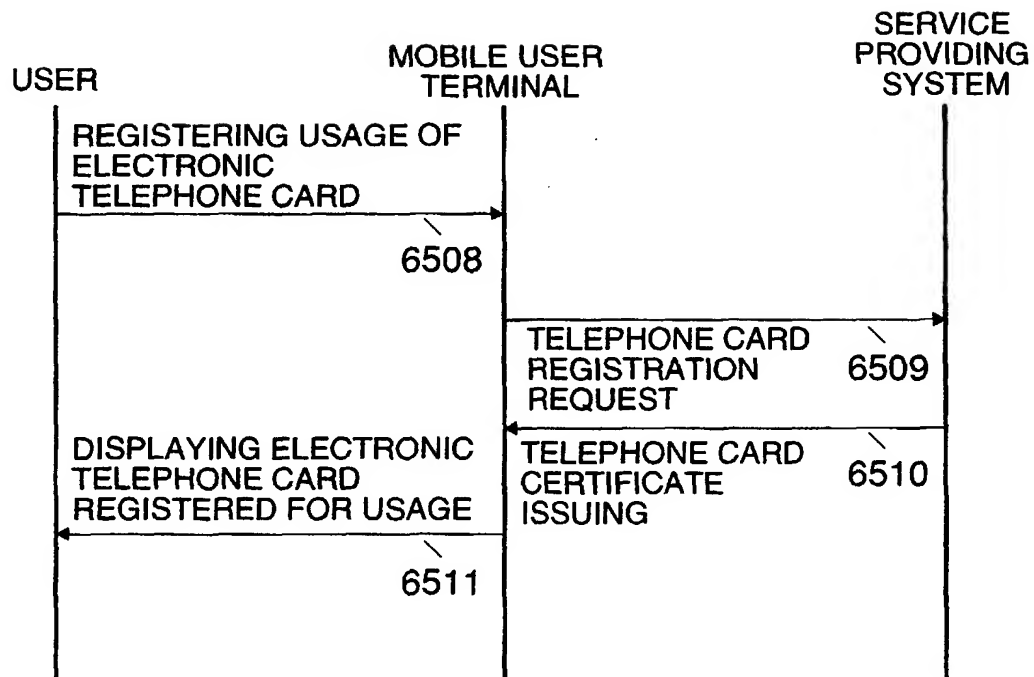 USER
MOBILE USER
TERMINAL
SERVICE
PROVIDING
SYSTEM
REGISTERING USAGE OF
ELECTRONIC
TELEPHONE CARD
6508
TELEPHONE CARD
REGISTRATION
REQUEST
6509
DISPLAYING ELECTRONIC
TELEPHONE CARD
REGISTERED FOR USAGE
TELEPHONE CARD
CERTIFICATE
ISSUING
6510
6511